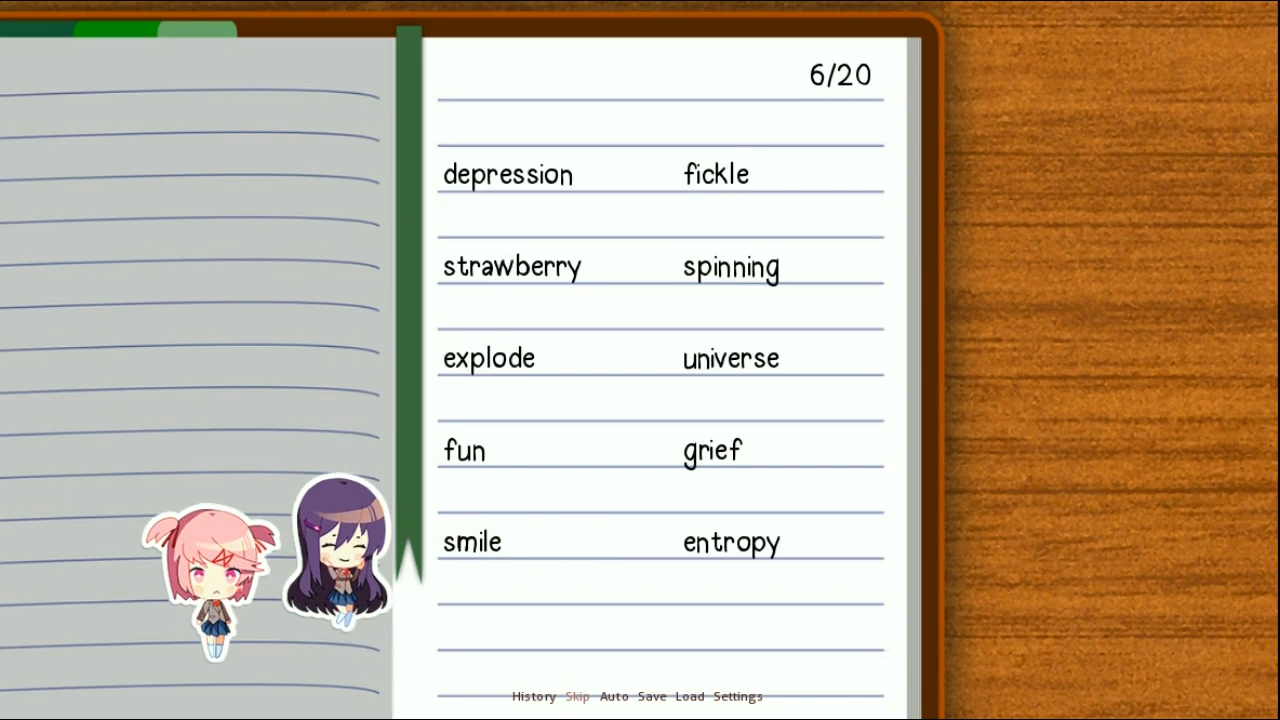 6/20
depression fickle
strawberry spinning
explode universe
fun grief
smile entropy
History Skip Auto Save Load Settings